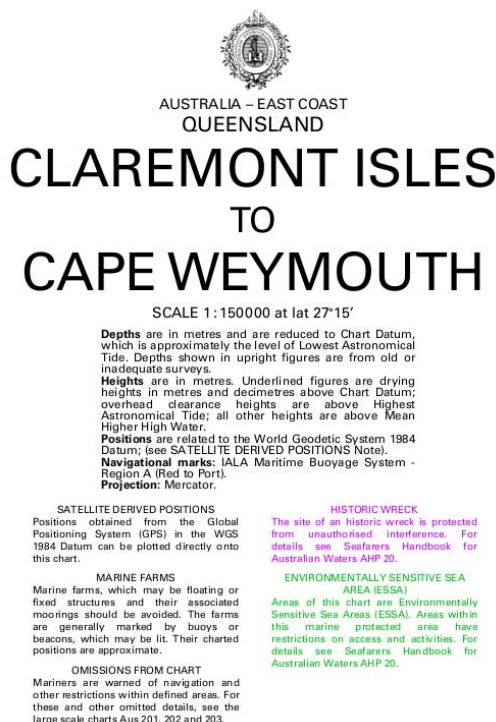 AUSTRALIA – EAST COAST
QUEENSLAND
CLAREMONT ISLES
TO
CAPE WEYMOUTH
SCALE 1 : 150000 at lat 27°15′
Depths are in metres and are reduced to Chart Datum,
which is approximately the level of Lowest Astronomical
Tide. Depths shown in upright figures are from old or
inadequate surveys.
Heights are in metres. Underlined figures are drying
heights in metres and decimetres above Chart Datum;
overhead clearance heights are above Highest
Astronomical Tide; all other heights are above Mean
Higher High Water.
Positions are related to the World Geodetic System 1984
Datum; (see SATELLITE DERIVED POSITIONS Note).
Navigational marks: IALA Maritime Buoyage System -
Region A (Red to Port).
Projection: Mercator.
SATELLITE DERIVED POSITIONS
Positions obtained from the Global
Positioning System (GPS) in the WGS
1984 Datum can be plotted directly onto
this chart.
MARINE FARMS
Marine farms, which may be floating or
fixed structures and their associated
moorings should be avoided. The farms
are generally marked by buoys or
beacons, which may be lit. Their charted
positions are approximate.
OMISSIONS FROM CHART
Mariners are warned of navigation and
other restrictions within defined areas. For
these and other omitted details, see the
large scale charts Aus 201, 202 and 203.
HISTORIC WRECK
The site of an historic wreck is protected
from unauthorised interference. For
details see Seafarers Handbook for
Australian Waters AHP 20.
ENVIRONMENTALLY SENSITIVE SEA
AREA (ESSA)
Areas of this chart are Environmentally
Sensitive Sea Areas (ESSA). Areas within
this marine protected area have
restrictions on access and activities. For
details see Seafarers Handbook for
Australian Waters AHP 20.